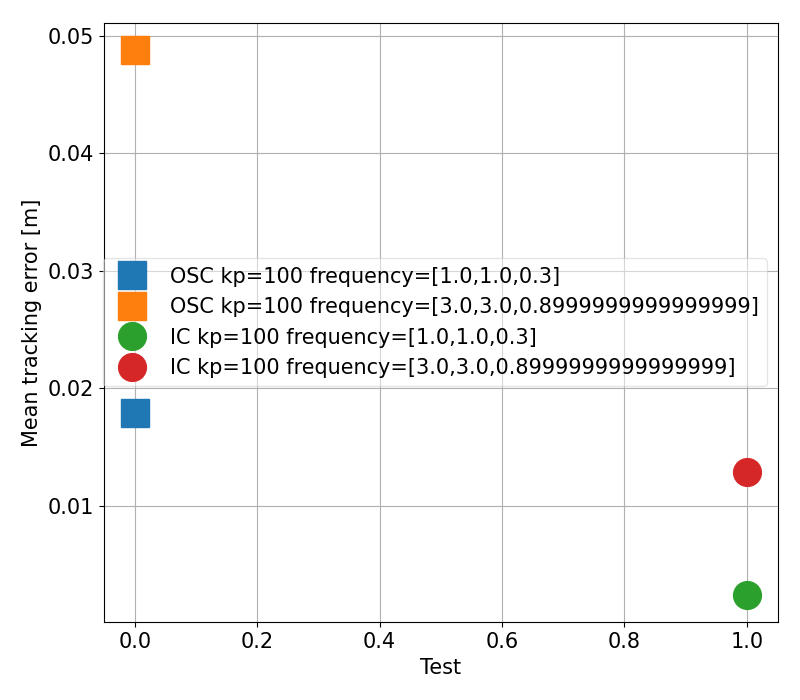 0.05
0.04
0.03
0.02
0.01
Mean tracking error [m]
OSC kp=100 frequency=[1.0,1.0,0.3]
OSC kp=100 frequency=[3.0,3.0,0.8999999999999999]
IC kp=100 frequency=[1.0,1.0,0.3]
IC kp=100 frequency=[3.0,3.0,0.8999999999999999]
0.0 0.2 0.4 0.6 0.8 1.0
Test